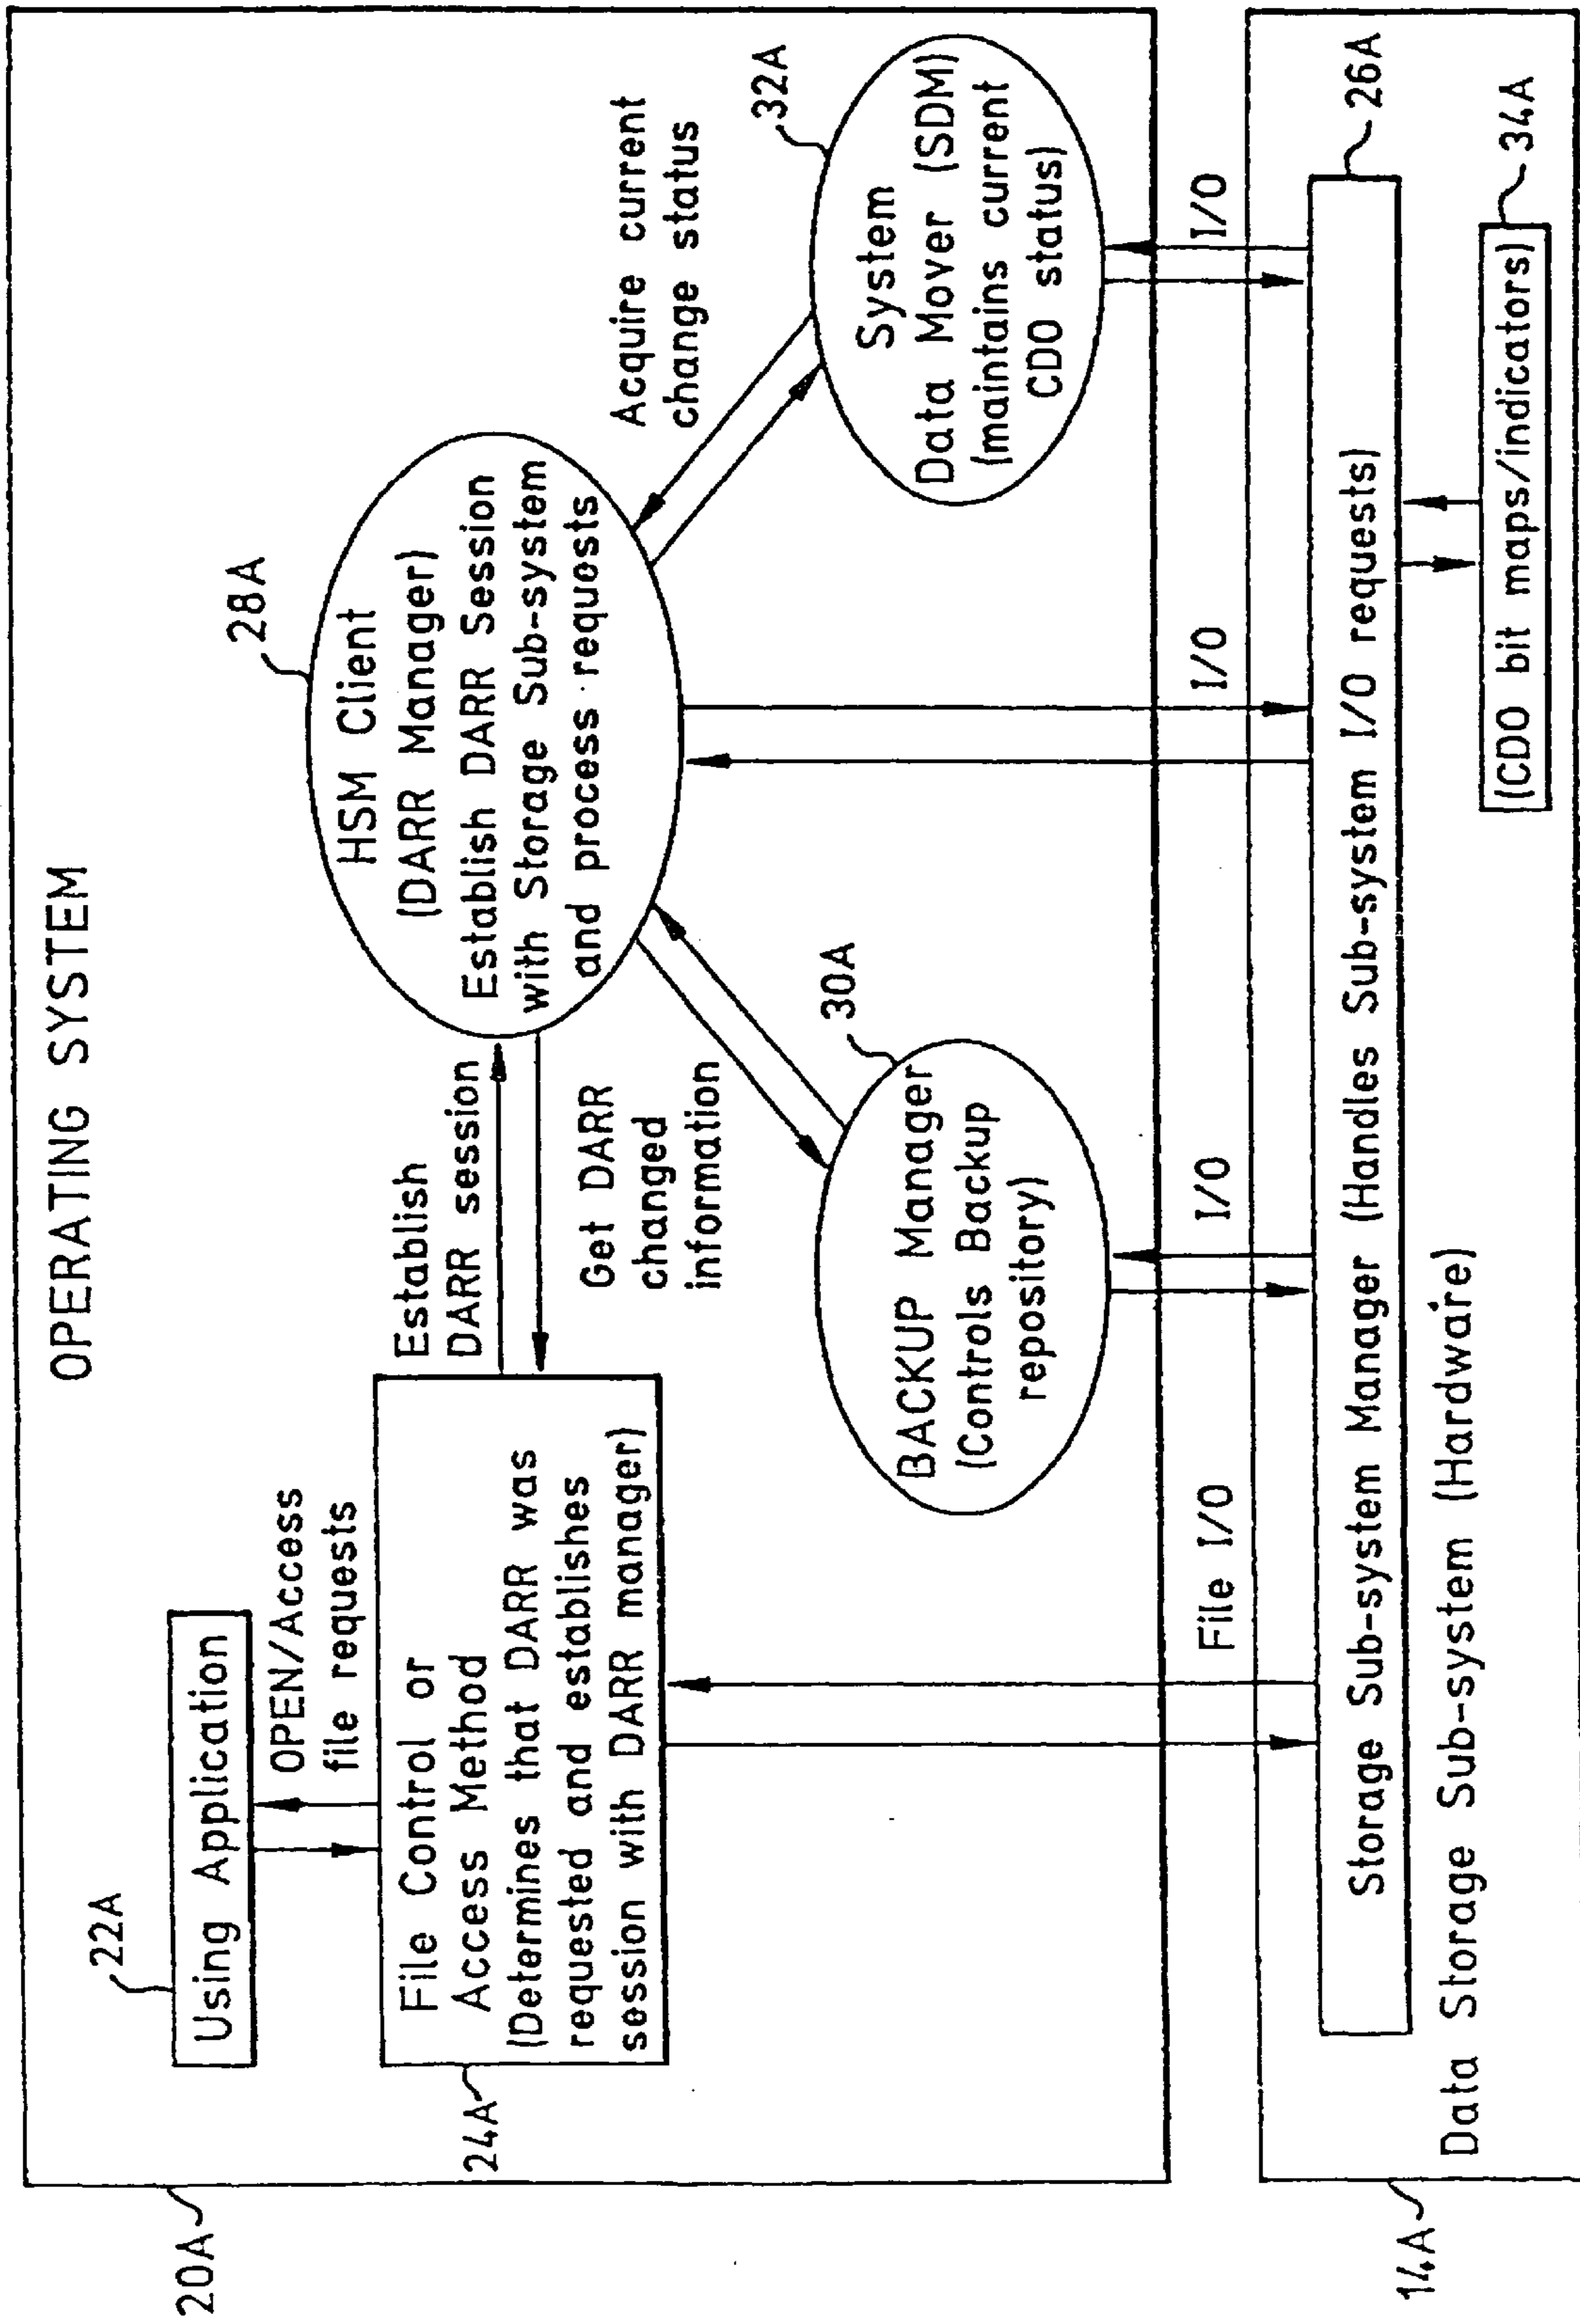 OPERATING SYSTEM
20A
22A
Using Application
OPEN/Access
file requests
24A
File Control or
Access Method
(Determines that DARR was
requested and establishes
session with DARR manager)
Establish
DARR session
Get DARR
changed
information
28A
HSM Client
(DARR Manager)
Establish DARR Session
with Storage Sub-system
and process requests
Acquire current
change status
30A
BACKUP Manager
(Controls Backup
repository)
32A
System
Data Mover (SDM)
(maintains current
CDO status)
File I/O
I/O
I/O
I/O
14A
Storage Sub-system Manager (Handles Sub-system I/O requests)
26A
Data Storage Sub-system (Hardware)
(CDO bit maps/indicators)
34A